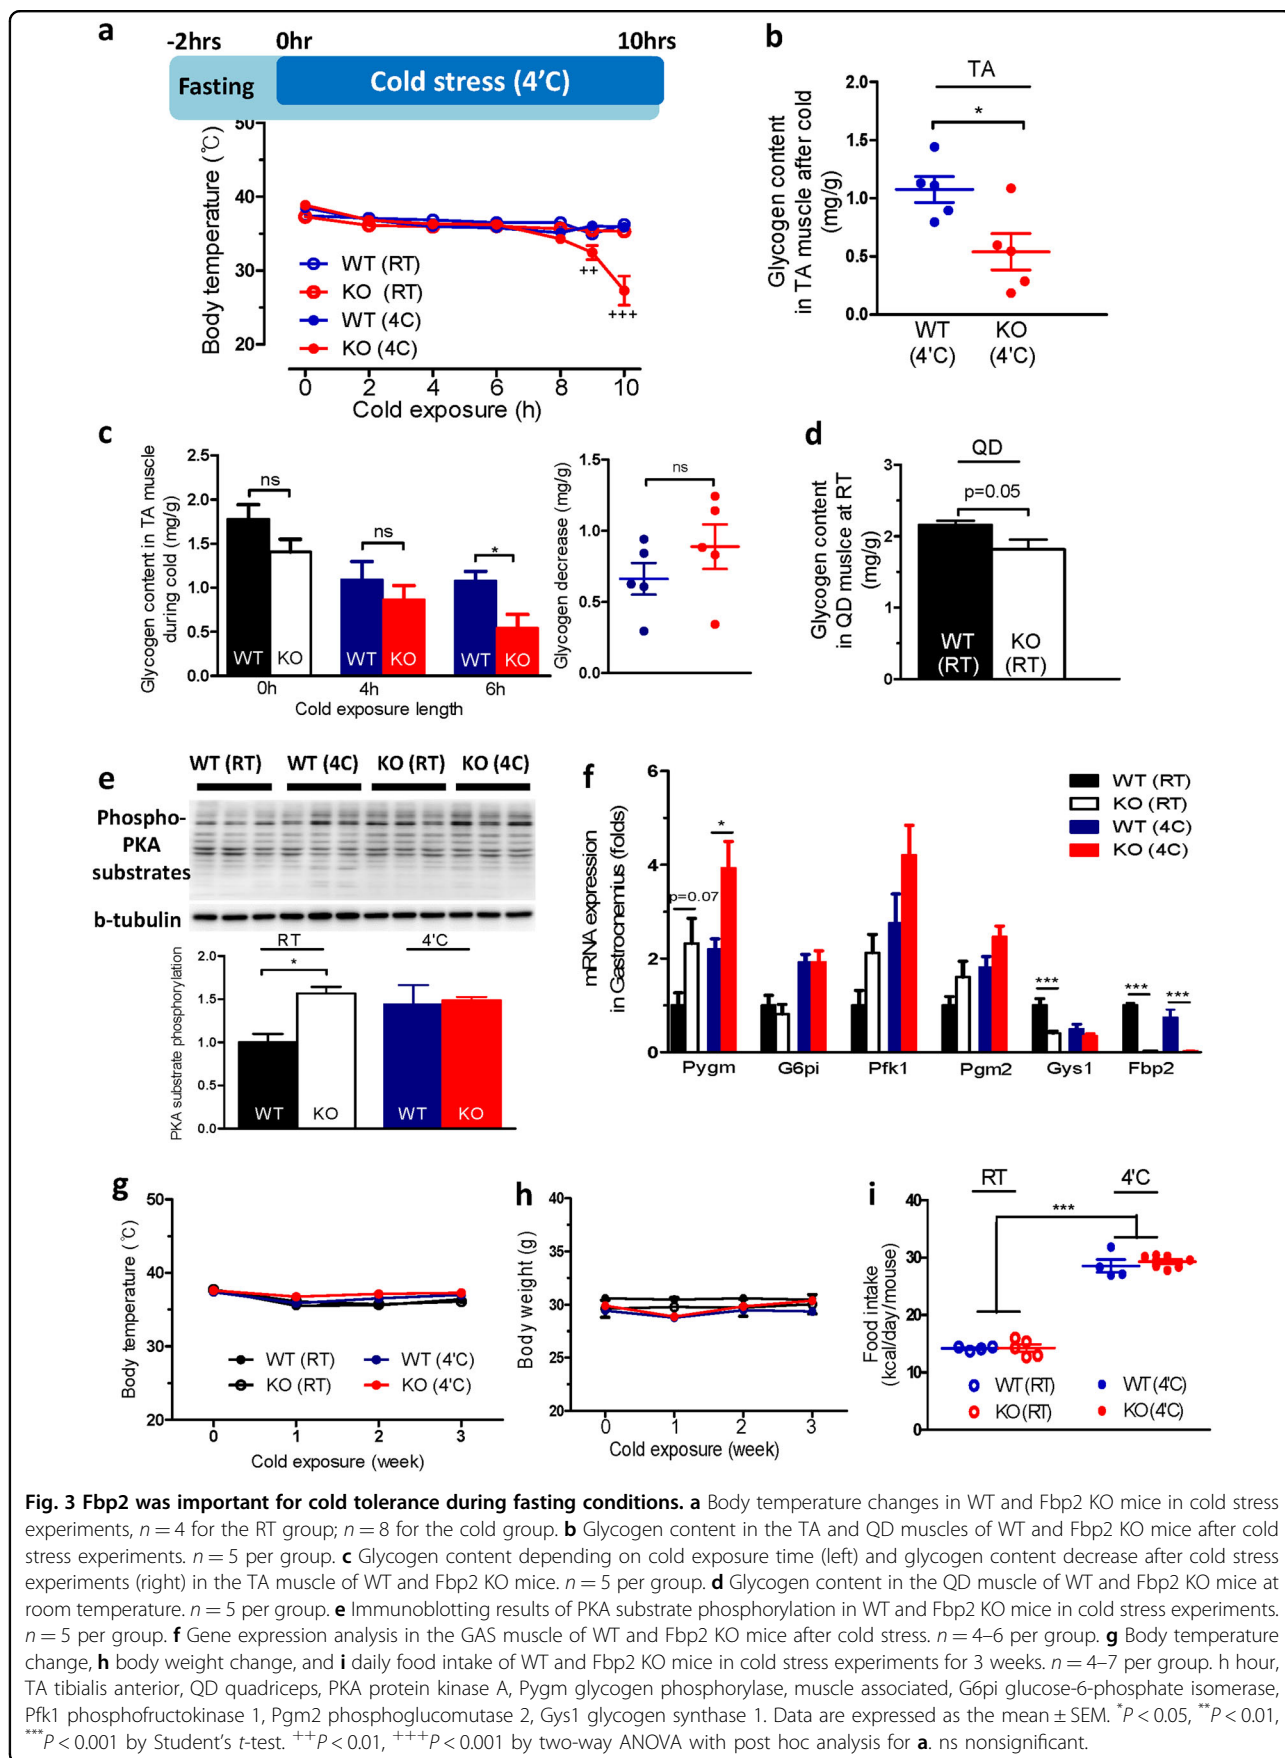 a
-2hrs 0hr 10hrs
Fasting Cold stress (4'C)
Body temperature (℃)
50
40
30
20
WT (RT)
KO (RT)
WT (4C)
KO (4C)
++
+++
0 2 4 6 8 10
Cold exposure (h)
b
TA
*
Glycogen content
in TA muscle after cold
(mg/g)
2.0
1.5
1.0
0.5
0.0
WT KO
(4'C) (4'C)
c
Glycogen content in TA muscle
during cold (mg/g)
2.5
2.0
1.5
1.0
0.5
0.0
ns
ns
*
WT KO WT KO WT KO
0h 4h 6h
Cold exposure length
Glycogen decrease (mg/g)
1.5
1.0
0.5
0.0
ns
d
QD
p=0.05
Glycogen content
in QD muslce at RT
(mg/g)
3
2
1
0
WT KO
(RT) (RT)
e
WT (RT) WT (4C) KO (RT) KO (4C)
Phospho-
PKA
substrates
b-tubulin
RT 4'C
*
PKA substrate phosphorylation
2.0
1.5
1.0
0.5
0.0
WT KO WT KO
f
mRNA expression
in Gastrocnemius (folds)
6
4
2
0
p=0.07
*
***
***
***
WT (RT)
KO (RT)
WT (4C)
KO (4C)
Pygm G6pi Pfk1 Pgm2 Gys1 Fbp2
g
Body temperature (℃)
50
40
30
20
WT (RT) WT (4'C)
KO (RT) KO (4'C)
0 1 2 3
Cold exposure (week)
h
Body weight (g)
40
35
30
25
20
0 1 2 3
Cold exposure (week)
i
RT 4'C
***
Food intake
(kcal/day/mouse)
40
30
20
10
0
WT (RT) WT (4'C)
KO (RT) KO (4'C)
Fig. 3 Fbp2 was important for cold tolerance during fasting conditions. a Body temperature changes in WT and Fbp2 KO mice in cold stress
experiments, n = 4 for the RT group; n = 8 for the cold group. b Glycogen content in the TA and QD muscles of WT and Fbp2 KO mice after cold
stress experiments. n = 5 per group. c Glycogen content depending on cold exposure time (left) and glycogen content decrease after cold stress
experiments (right) in the TA muscle of WT and Fbp2 KO mice. n = 5 per group. d Glycogen content in the QD muscle of WT and Fbp2 KO mice at
room temperature. n = 5 per group. e Immunoblotting results of PKA substrate phosphorylation in WT and Fbp2 KO mice in cold stress experiments.
n = 5 per group. f Gene expression analysis in the GAS muscle of WT and Fbp2 KO mice after cold stress. n = 4–6 per group. g Body temperature
change, h body weight change, and i daily food intake of WT and Fbp2 KO mice in cold stress experiments for 3 weeks. n = 4–7 per group. h hour,
TA tibialis anterior, QD quadriceps, PKA protein kinase A, Pygm glycogen phosphorylase, muscle associated, G6pi glucose-6-phosphate isomerase,
Pfk1 phosphofructokinase 1, Pgm2 phosphoglucomutase 2, Gys1 glycogen synthase 1. Data are expressed as the mean ± SEM. *P < 0.05, **P < 0.01,
***P < 0.001 by Student's t-test. ++P < 0.01, +++P < 0.001 by two-way ANOVA with post hoc analysis for a. ns nonsignificant.